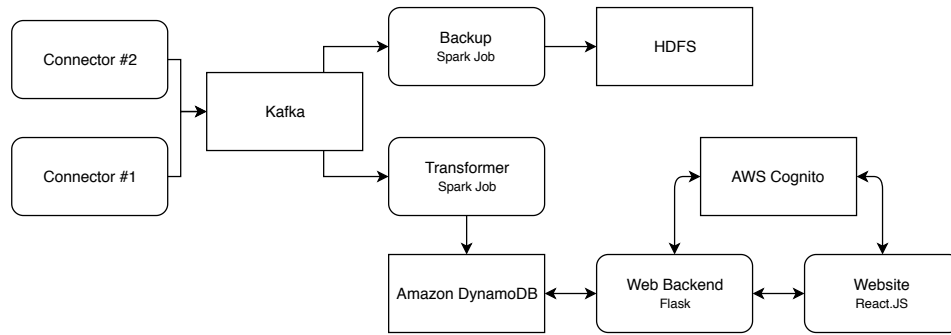 Connector #2
Backup
Spark Job
HDFS
Kafka
Connector #1
Transformer
Spark Job
AWS Cognito
Amazon DynamoDB
Web Backend
Flask
Website
React.JS